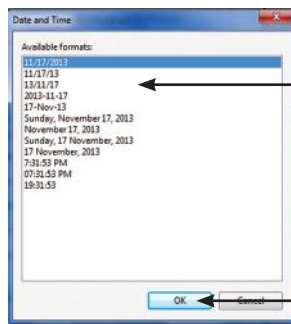 Date and Time
Available formats:
11/17/2013
11/17/13
13/11/17
2013-11-17
17-Nov-13
Sunday, November 17, 2013
November 17, 2013
Sunday, 17 November, 2013
17 November, 2013
7:31:53 PM
07:31:53 PM
19:31:53
OK
Cancel